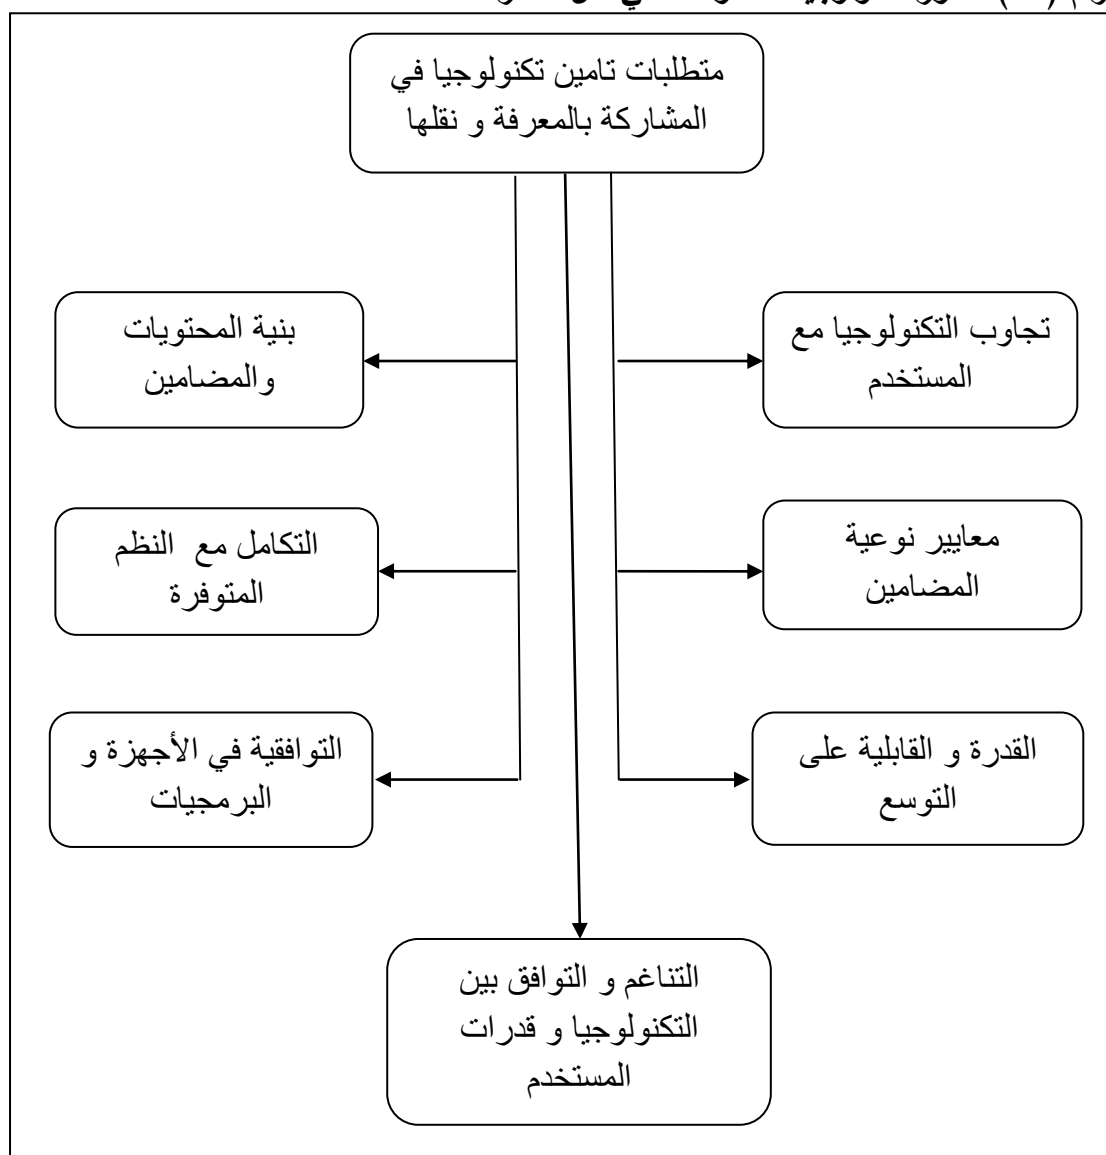 متطلبات تامين تكنولوجيا في
المشاركة بالمعرفة و نقلها
تجاوب التكنولوجيا مع
المستخدم
بنية المحتويات
والمضامين
معايير نوعية
المضامين
التكامل مع النظم
المتوفرة
القدرة و القابلية على
التوسع
التوافقية في الأجهزة و
البرمجيات
التناغم و التوافق بين
التكنولوجيا و قدرات
المستخدم